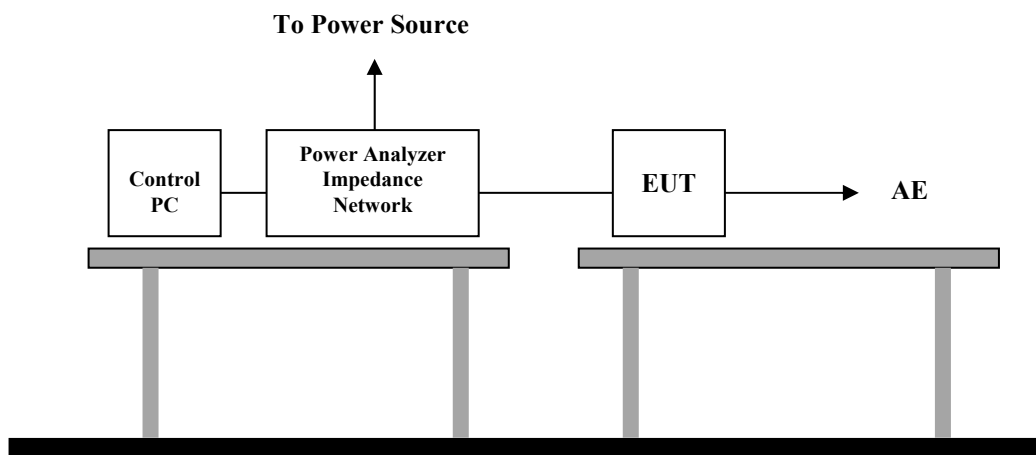 To Power Source
Control
PC
Power Analyzer
Impedance
Network
EUT
AE